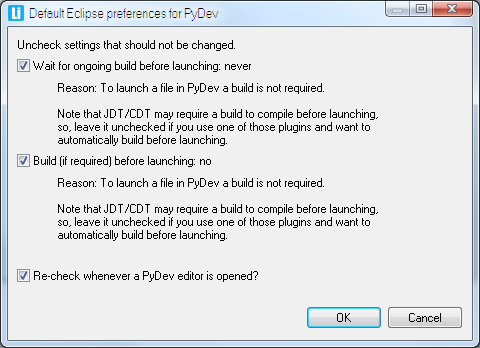 Li Default Eclipse preferences for PyDev
Uncheck settings that should not be changed.
Wait for ongoing build before launching: never
Reason: To launch a file in PyDev a build is not required.
Note that JDT/CDT may require a build to compile before launching,
so, leave it unchecked if you use one of those plugins and want to
automatically build before launching.
Build (if required) before launching: no
Reason: To launch a file in PyDev a build is not required.
Note that JDT/CDT may require a build to compile before launching,
so, leave it unchecked if you use one of those plugins and want to
automatically build before launching.
Re-check whenever a PyDev editor is opened?
OK Cancel